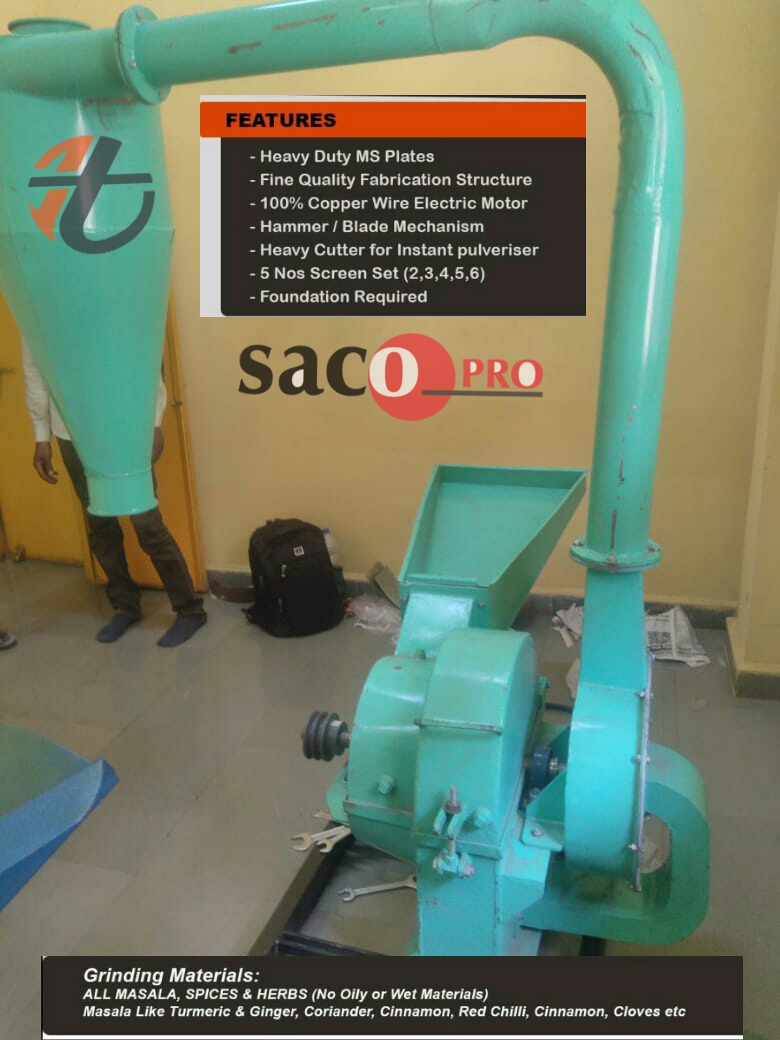 FEATURES
- Heavy Duty MS Plates
- Fine Quality Fabrication Structure
- 100% Copper Wire Electric Motor
- Hammer / Blade Mechanism
- Heavy Cutter for Instant pulveriser
- 5 Nos Screen Set (2,3,4,5,6)
- Foundation Required
saco PRO
Grinding Materials:
ALL MASALA, SPICES & HERBS (No Oily or Wet Materials)
Masala Like Turmeric & Ginger, Coriander, Cinnamon, Red Chilli, Cinnamon, Cloves etc